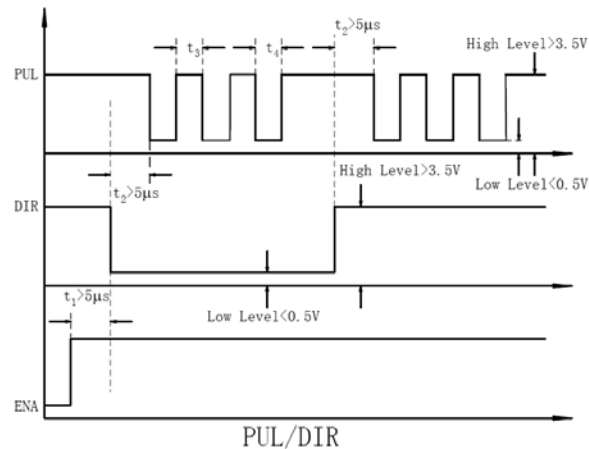 t2>5μs
High Level>3.5V
t3
t4
PUL
High Level>3.5V
Low Level<0.5V
t2>5μs
DIR
t1>5μs
Low Level<0.5V
ENA
PUL/DIR